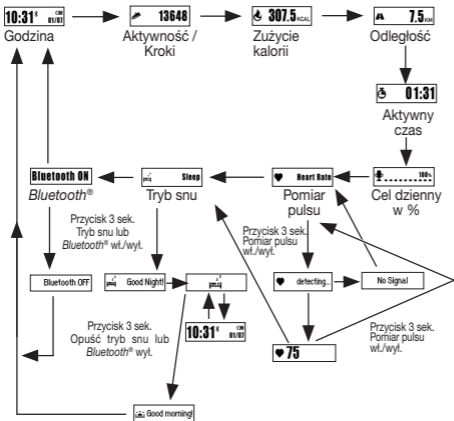 10:31* 01/07
13648
307.5 KCAL
7.5 KM
Godzina
Aktywność /
Kroki
Zużycie
kalorii
Odległość
01:31
Aktywny
czas
Bluetooth ON
Sleep
Heart Rate
100%
Bluetooth®
Tryb snu
Pomiar
pulsu
Cel dzienny
w %
Przycisk 3 sek.
Tryb snu lub
Bluetooth® wł./wył.
Przycisk 3 sek.
Pomiar pulsu
wł./wył.
Bluetooth OFF
Good Night!
detecting...
No Signal
10:31* 01/07
Przycisk 3 sek.
Opuść tryb snu lub
Bluetooth® wył.
75
Przycisk 3 sek.
Pomiar pulsu
wł./wył.
Good morning!